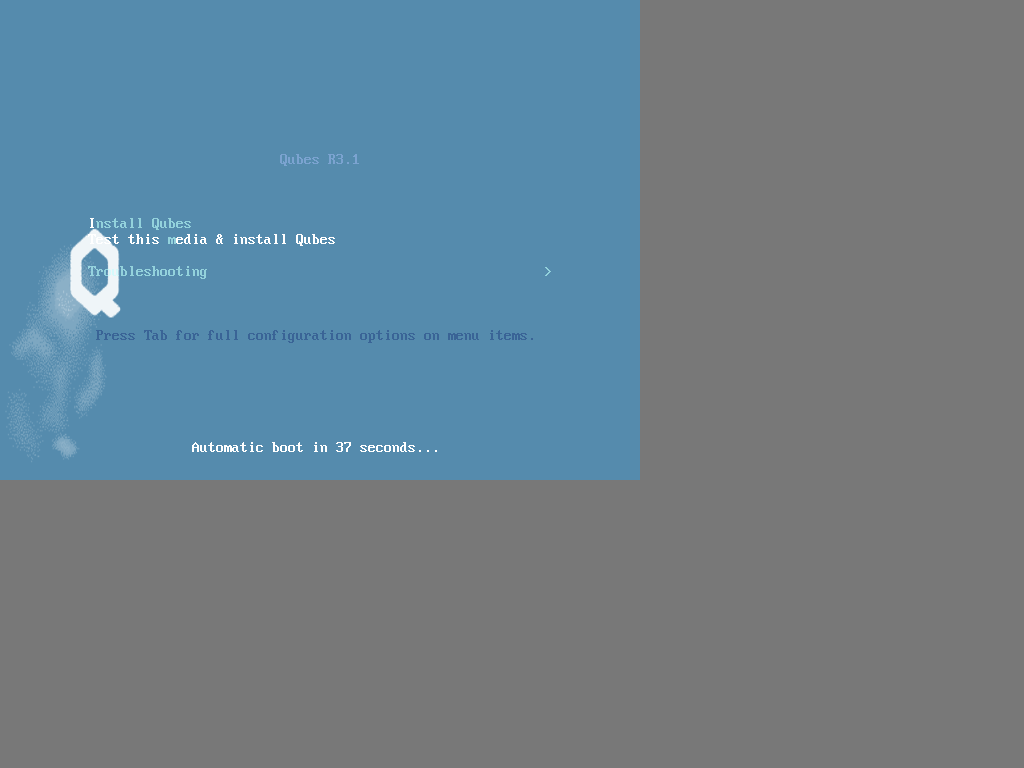 Qubes R3.1
Install Qubes
Test this media & install Qubes
Troubleshooting >
Press Tab for full configuration options on menu items.
Automatic boot in 37 seconds...